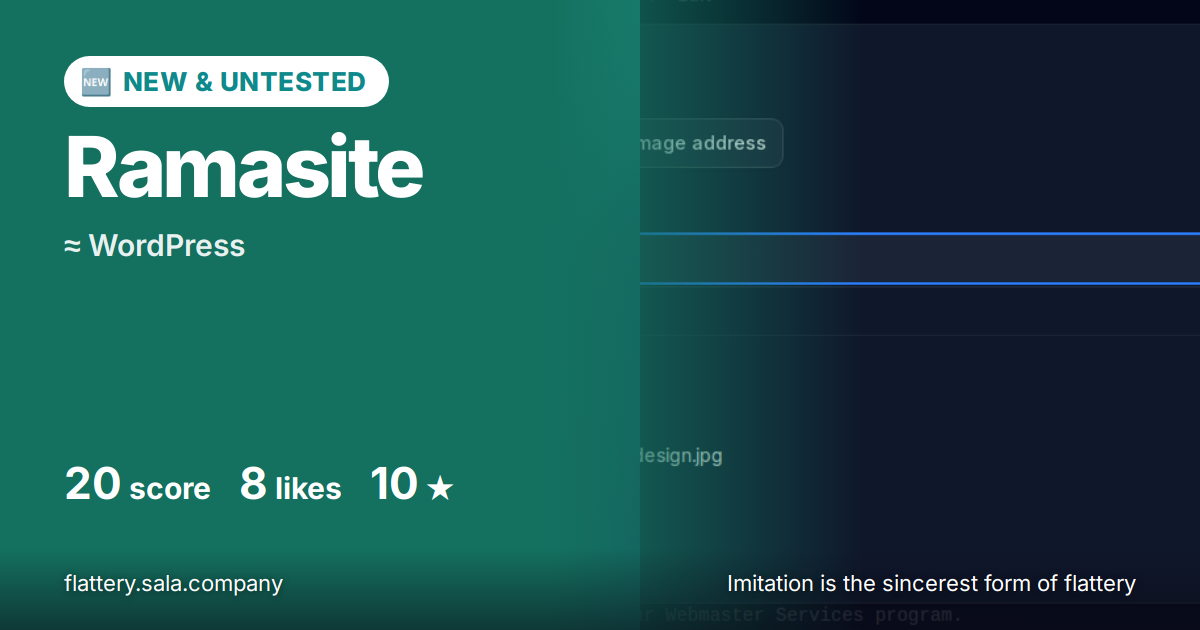 NEW
NEW & UNTESTED
Ramasite
≈ WordPress
mage address
design.jpg
20 score 8 likes 10 ★
flattery.sala.company
Imitation is the sincerest form of flattery
r Webmaster Services program.